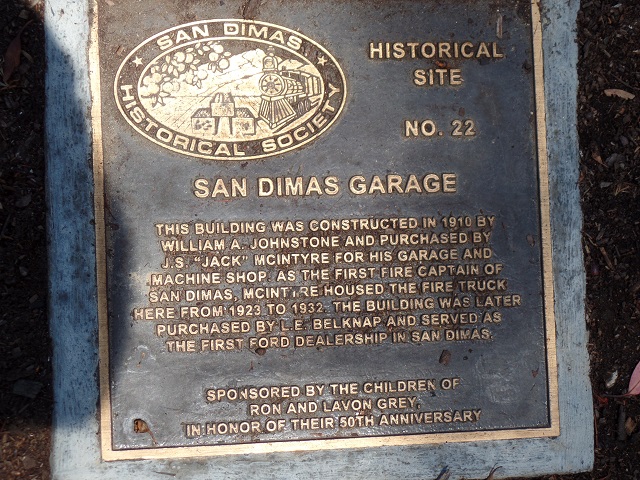 SAN DIMAS
HISTORICAL SOCIETY
HISTORICAL
SITE
NO. 22
SAN DIMAS GARAGE
THIS BUILDING WAS CONSTRUCTED IN 1910 BY
WILLIAM A. JOHNSTONE AND PURCHASED BY
J.S. "JACK" MCINTYRE FOR HIS GARAGE AND
MACHINE SHOP. AS THE FIRST FIRE CAPTAIN OF
SAN DIMAS, MCINTYRE HOUSED THE FIRE TRUCK
HERE FROM 1923 TO 1932. THE BUILDING WAS LATER
PURCHASED BY L.E. BELKNAP AND SERVED AS
THE FIRST FORD DEALERSHIP IN SAN DIMAS.
SPONSORED BY THE CHILDREN OF
RON AND LAVON GREY,
IN HONOR OF THEIR 50TH ANNIVERSARY